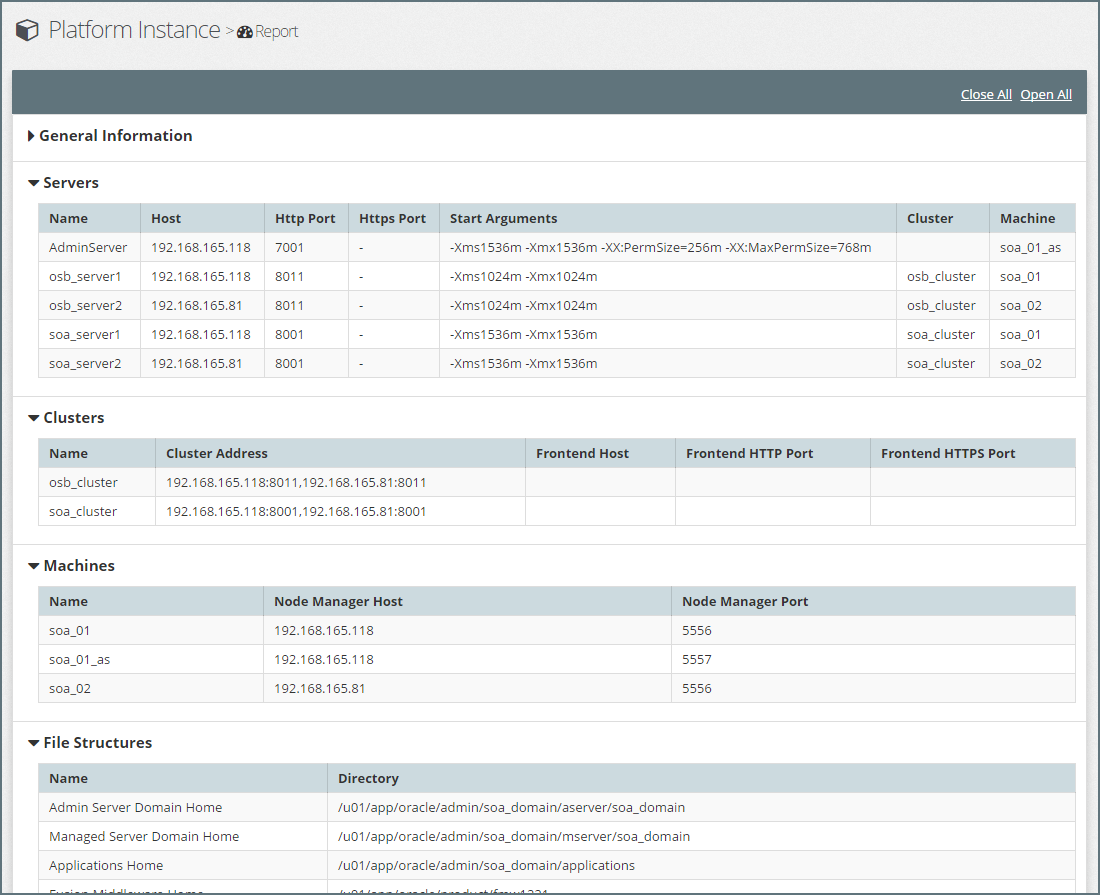 Platform Instance > Report
Close All Open All
General Information
Servers
Name Host Http Port Https Port Start Arguments Cluster Machine
AdminServer 192.168.165.118 7001 - -Xms1536m -Xmx1536m -XX:PermSize=256m -XX:MaxPermSize=768m soa_01_as
osb_server1 192.168.165.118 8011 - -Xms1024m -Xmx1024m osb_cluster soa_01
osb_server2 192.168.165.81 8011 - -Xms1024m -Xmx1024m osb_cluster soa_02
soa_server1 192.168.165.118 8001 - -Xms1536m -Xmx1536m soa_cluster soa_01
soa_server2 192.168.165.81 8001 - -Xms1536m -Xmx1536m soa_cluster soa_02
Clusters
Name Cluster Address Frontend Host Frontend HTTP Port Frontend HTTPS Port
osb_cluster 192.168.165.118:8011,192.168.165.81:8011
soa_cluster 192.168.165.118:8001,192.168.165.81:8001
Machines
Name Node Manager Host Node Manager Port
soa_01 192.168.165.118 5556
soa_01_as 192.168.165.118 5557
soa_02 192.168.165.81 5556
File Structures
Name Directory
Admin Server Domain Home /u01/app/oracle/admin/soa_domain/aserver/soa_domain
Managed Server Domain Home /u01/app/oracle/admin/soa_domain/mserver/soa_domain
Applications Home /u01/app/oracle/admin/soa_domain/applications
Fusion Middleware Home